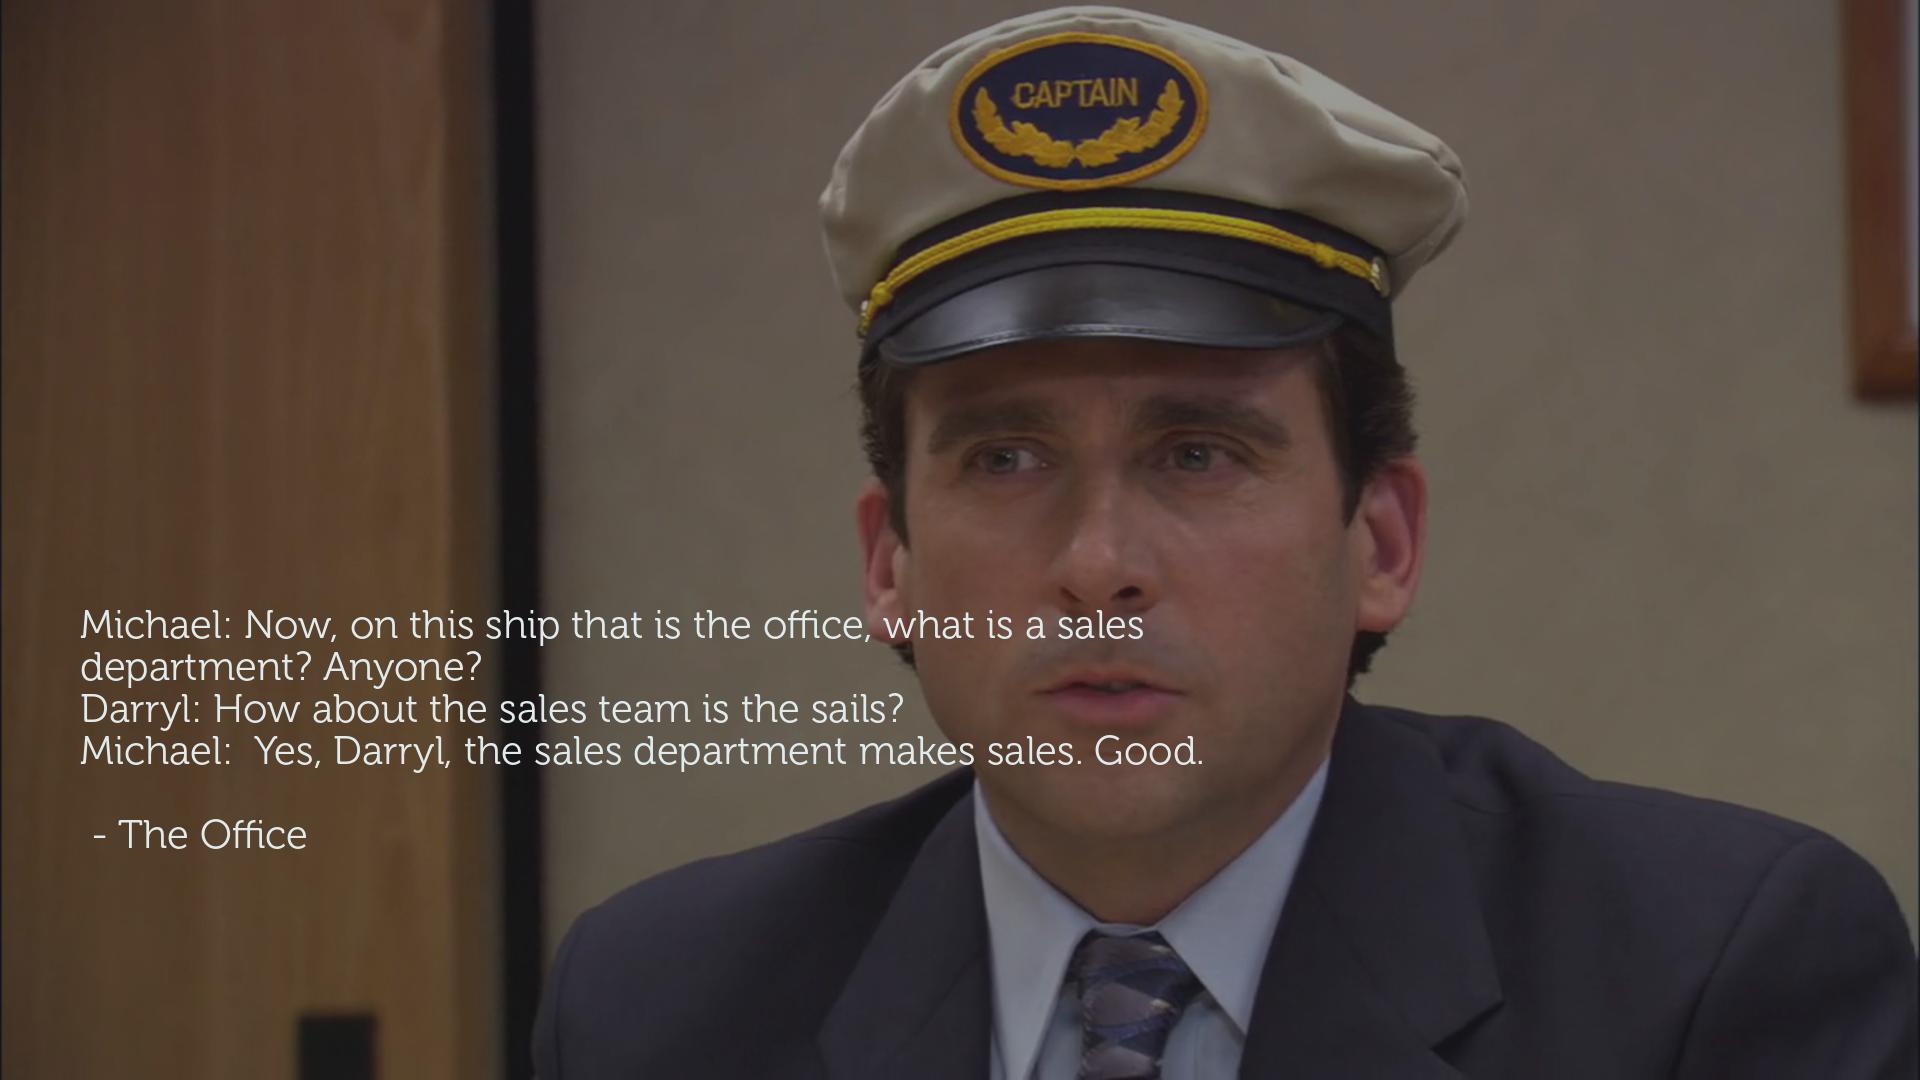 CAPTAIN
Michael: Now, on this ship that is the office, what is a sales
department? Anyone?
Darryl: How about the sales team is the sails?
Michael:  Yes, Darryl, the sales department makes sales. Good.
- The Office